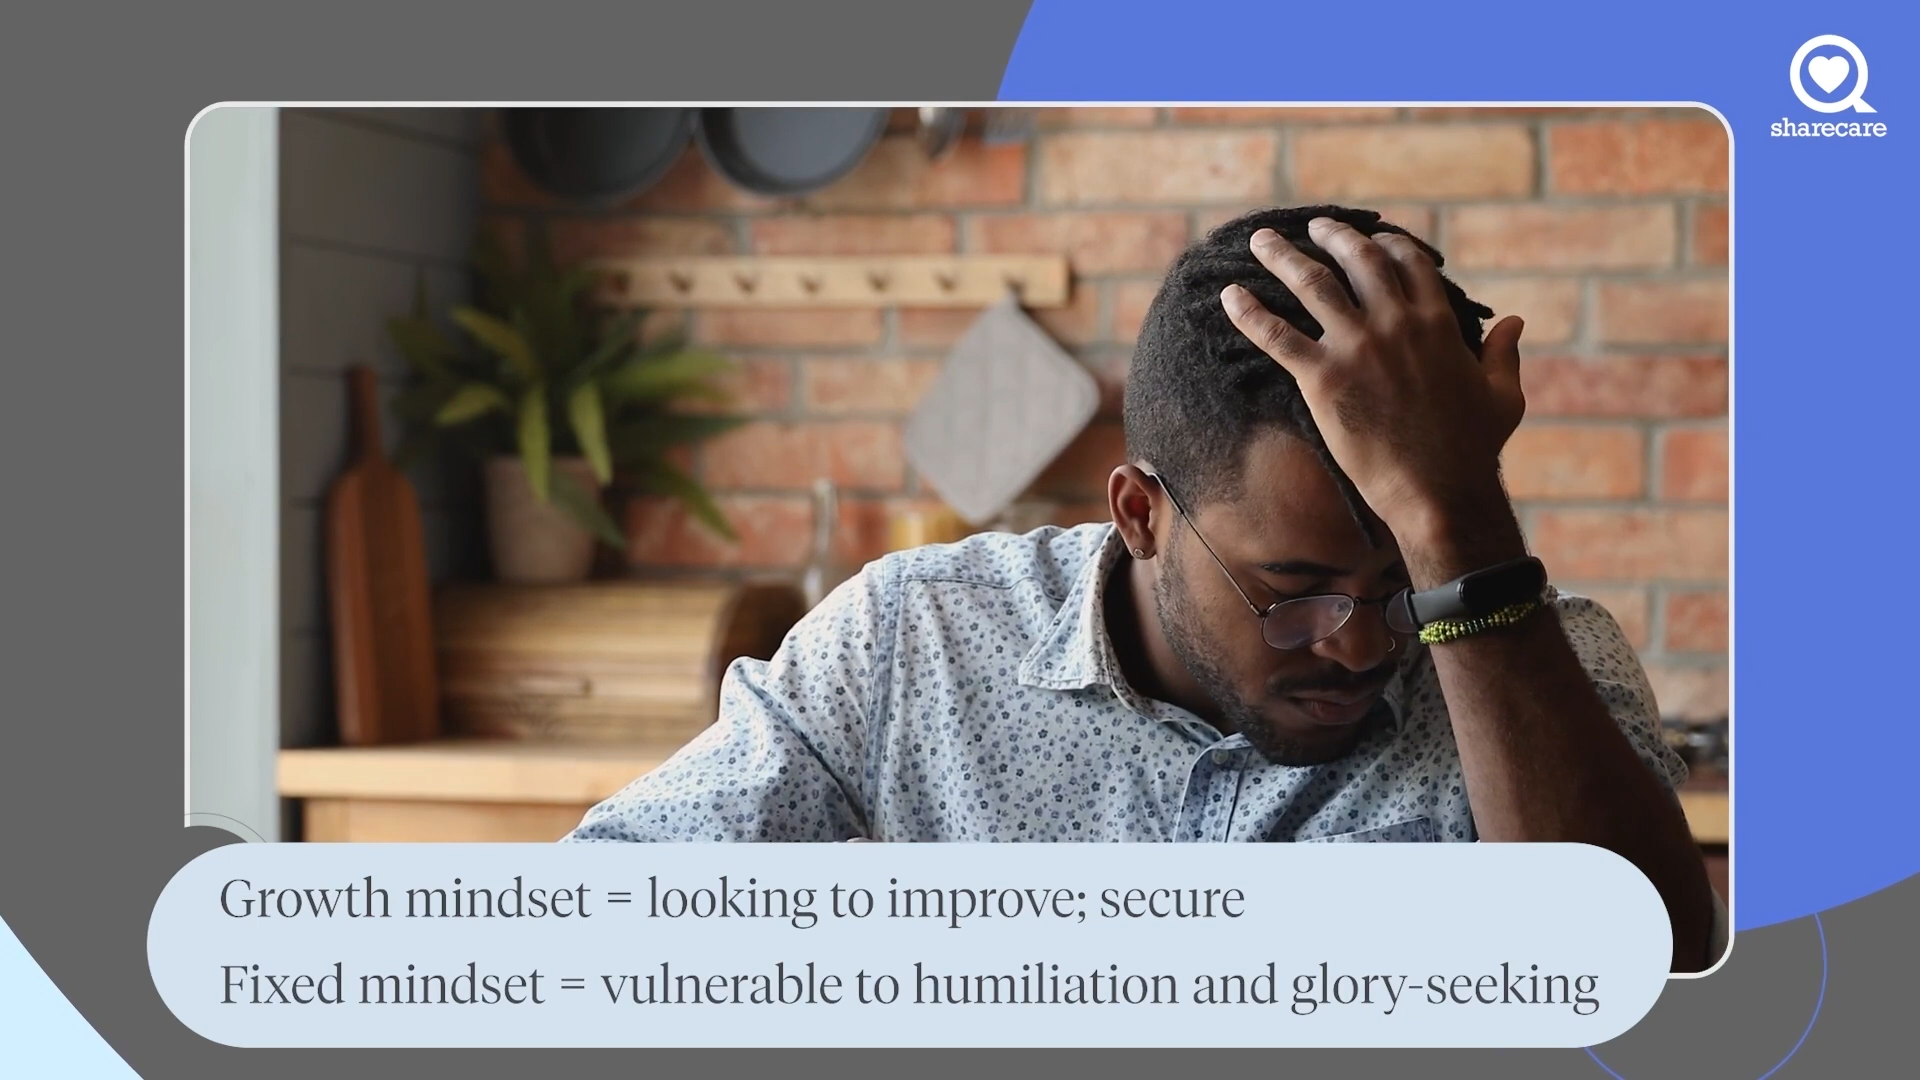 sharecare
Growth mindset = looking to improve; secure
Fixed mindset = vulnerable to humiliation and glory-seeking